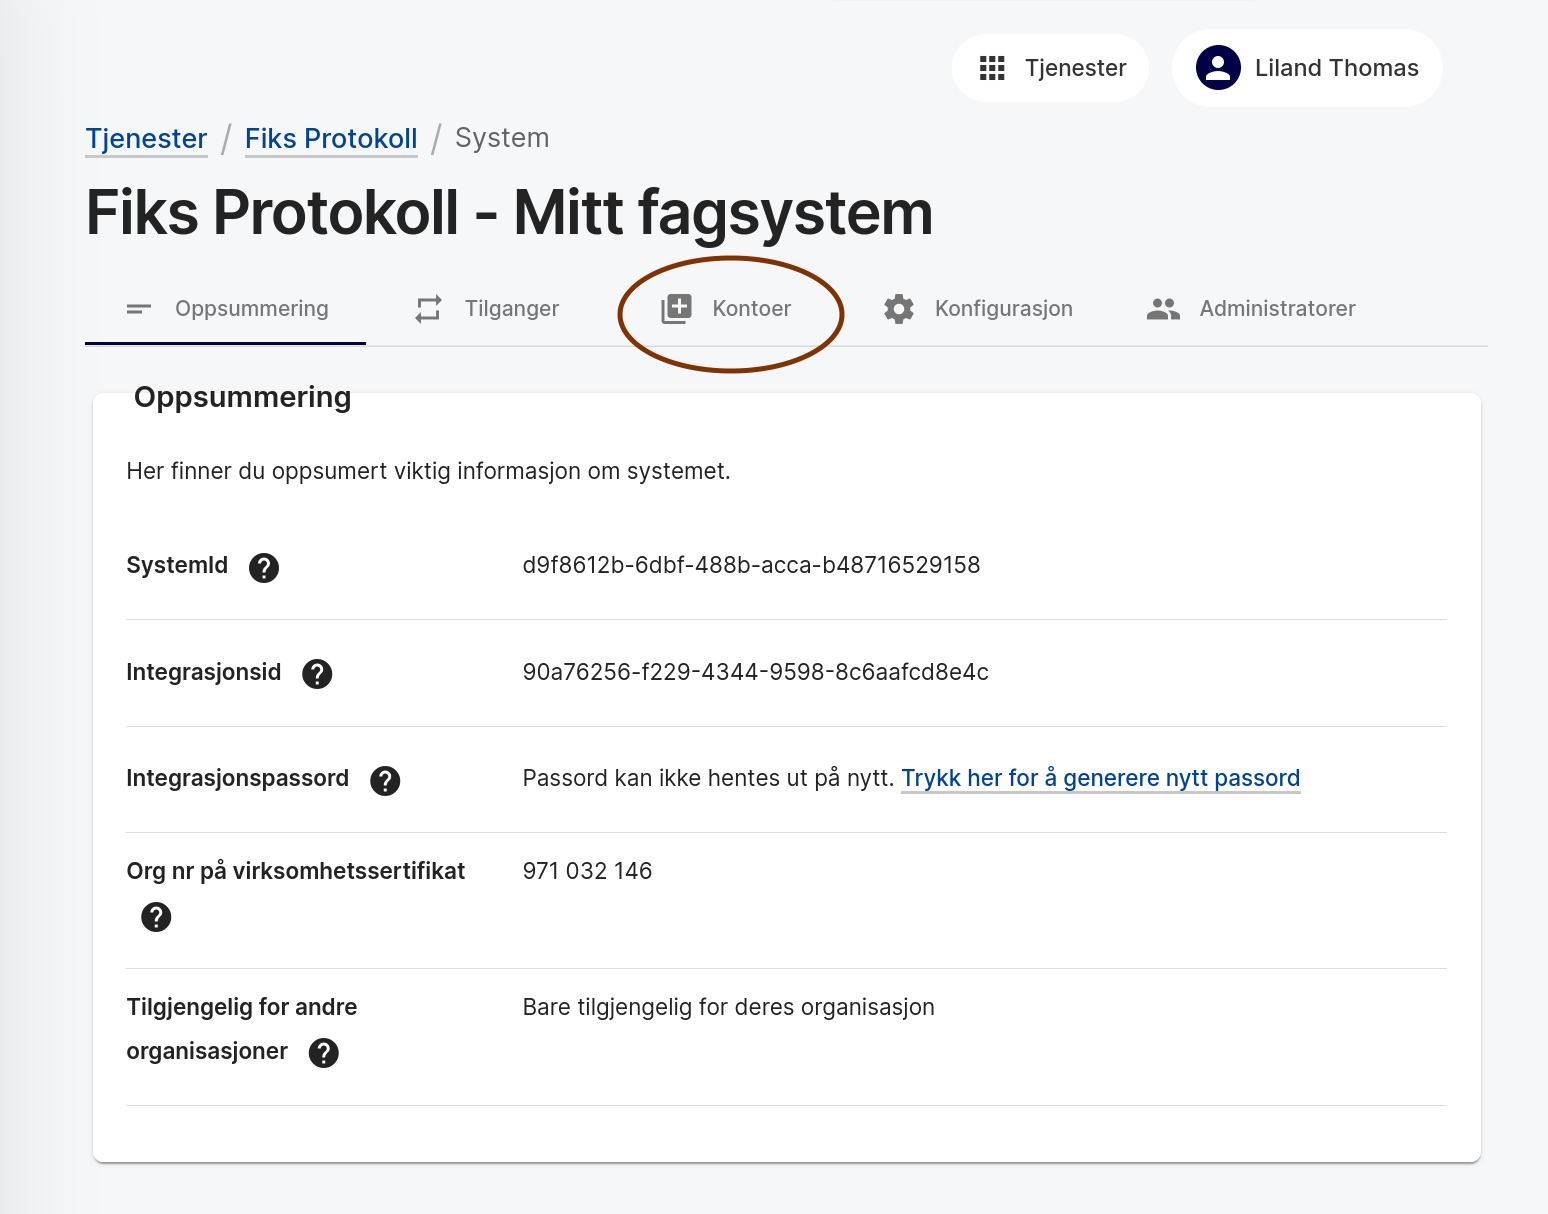 Tjenester
Liland Thomas
Tjenester / Fiks Protokoll / System
Fiks Protokoll - Mitt fagsystem
Oppsummering
Tilganger
Kontoer
Konfigurasjon
Administratorer
Oppsummering
Her finner du oppsumert viktig informasjon om systemet.
SystemId ?
d9f8612b-6dbf-488b-acca-b48716529158
Integrasjonsid ?
90a76256-f229-4344-9598-8c6aafcd8e4c
Integrasjonspassord ?
Passord kan ikke hentes ut på nytt. Trykk her for å generere nytt passord
Org nr på virksomhetssertifikat
?
971 032 146
Tilgjengelig for andre
organisasjoner ?
Bare tilgjengelig for deres organisasjon